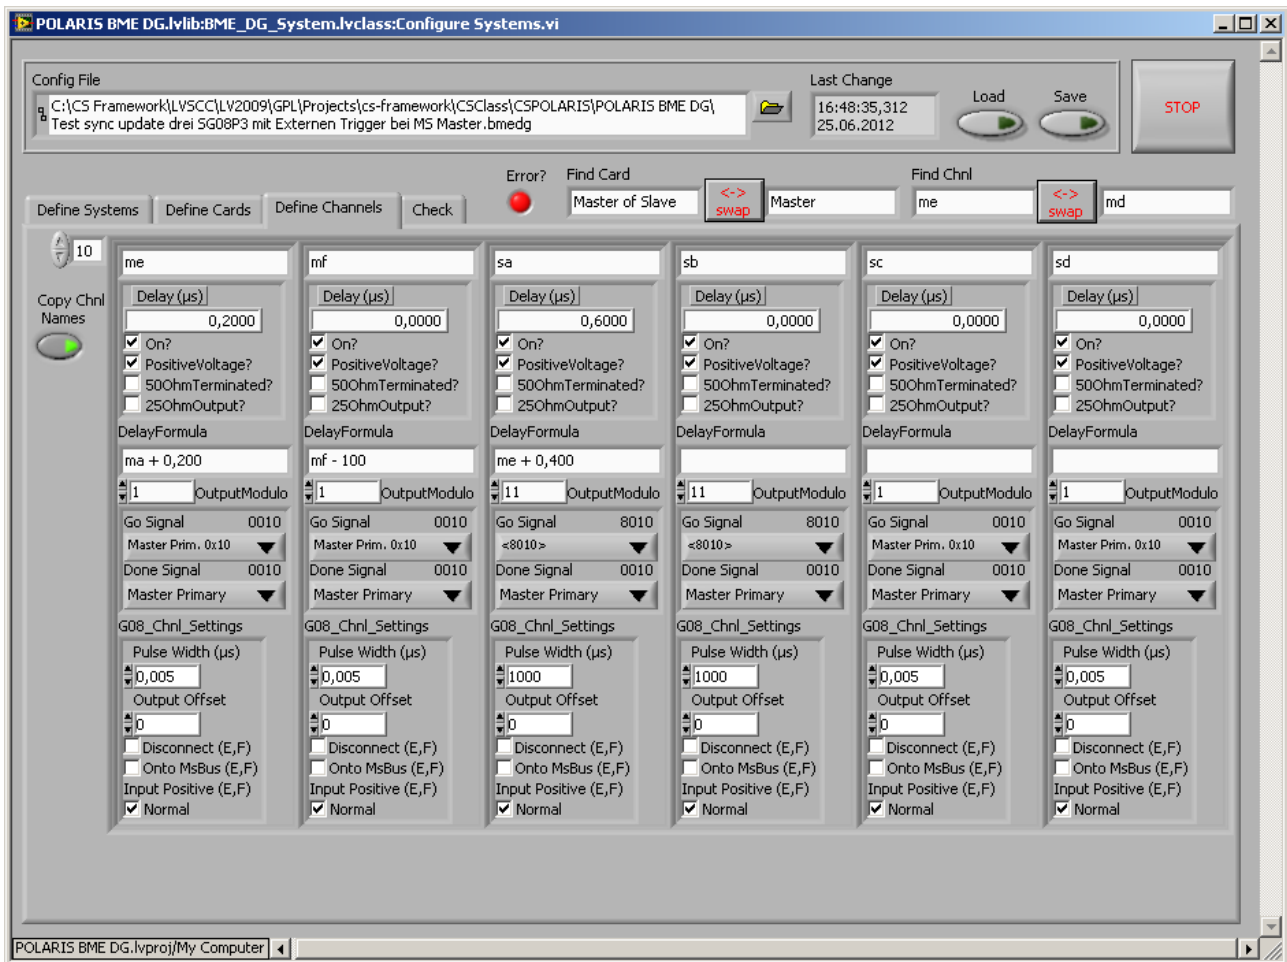 POLARIS BME DG.lvlib:BME_DG_System.lvclass:Configure Systems.vi
Config File
C:\CS Framework\LVSCC\LV2009\GPL\Projects\cs-framework\CSClass\CSPOLARIS\POLARIS BME DG\
Test sync update drei SG08P3 mit Externen Trigger bei MS Master.bmedg
Last Change
16:48:35,312
25.06.2012
Load
Save
STOP
Error?
Find Card
Master of Slave
<->
swap
Master
Find Chnl
me
<->
swap
md
Define Systems
Define Cards
Define Channels
Check
10
Copy Chnl
Names
me
Delay (µs)
0,2000
On?
PositiveVoltage?
50OhmTerminated?
25OhmOutput?
DelayFormula
ma + 0,200
1 OutputModulo
Go Signal 0010
Master Prim. 0x10
Done Signal 0010
Master Primary
G08_Chnl_Settings
Pulse Width (µs)
0,005
Output Offset
0
Disconnect (E,F)
Onto MsBus (E,F)
Input Positive (E,F)
Normal
mf
Delay (µs)
0,0000
On?
PositiveVoltage?
50OhmTerminated?
25OhmOutput?
DelayFormula
mf - 100
1 OutputModulo
Go Signal 0010
Master Prim. 0x10
Done Signal 0010
Master Primary
G08_Chnl_Settings
Pulse Width (µs)
0,005
Output Offset
0
Disconnect (E,F)
Onto MsBus (E,F)
Input Positive (E,F)
Normal
sa
Delay (µs)
0,6000
On?
PositiveVoltage?
50OhmTerminated?
25OhmOutput?
DelayFormula
me + 0,400
11 OutputModulo
Go Signal 8010
<8010>
Done Signal 0010
Master Primary
G08_Chnl_Settings
Pulse Width (µs)
1000
Output Offset
0
Disconnect (E,F)
Onto MsBus (E,F)
Input Positive (E,F)
Normal
sb
Delay (µs)
0,0000
On?
PositiveVoltage?
50OhmTerminated?
25OhmOutput?
DelayFormula
11 OutputModulo
Go Signal 8010
<8010>
Done Signal 0010
Master Primary
G08_Chnl_Settings
Pulse Width (µs)
1000
Output Offset
0
Disconnect (E,F)
Onto MsBus (E,F)
Input Positive (E,F)
Normal
sc
Delay (µs)
0,0000
On?
PositiveVoltage?
50OhmTerminated?
25OhmOutput?
DelayFormula
1 OutputModulo
Go Signal 0010
Master Prim. 0x10
Done Signal 0010
Master Primary
G08_Chnl_Settings
Pulse Width (µs)
0,005
Output Offset
0
Disconnect (E,F)
Onto MsBus (E,F)
Input Positive (E,F)
Normal
sd
Delay (µs)
0,0000
On?
PositiveVoltage?
50OhmTerminated?
25OhmOutput?
DelayFormula
1 OutputModulo
Go Signal 0010
Master Prim. 0x10
Done Signal 0010
Master Primary
G08_Chnl_Settings
Pulse Width (µs)
0,005
Output Offset
0
Disconnect (E,F)
Onto MsBus (E,F)
Input Positive (E,F)
Normal
POLARIS BME DG.lvproj/My Computer